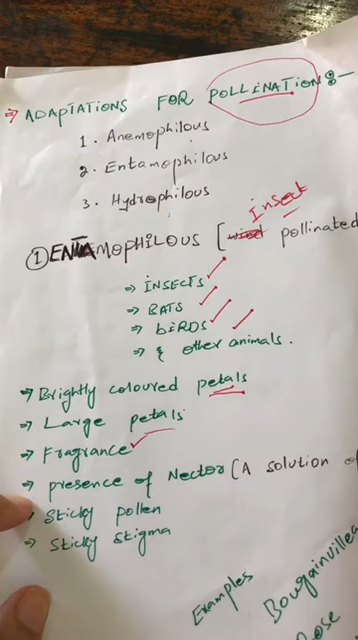 ⇒ ADAPTATIONS FOR POLLINATION :-
1. Anemophilous
2. Entamophilous
3. Hydrophilous
Insect
① ENTAMOPHILOUS [ pollinated
→ INSECTS ✓
→ BATS ✓
→ bIRDS ✓
→ & other animals. ✓
→ Brightly coloured petals
→ Large petals
→ Fragrance ✓
→ presence of Nector (A solution of
→ Sticky pollen
→ Sticky stigma
Examples
Bougainvillea
Rose